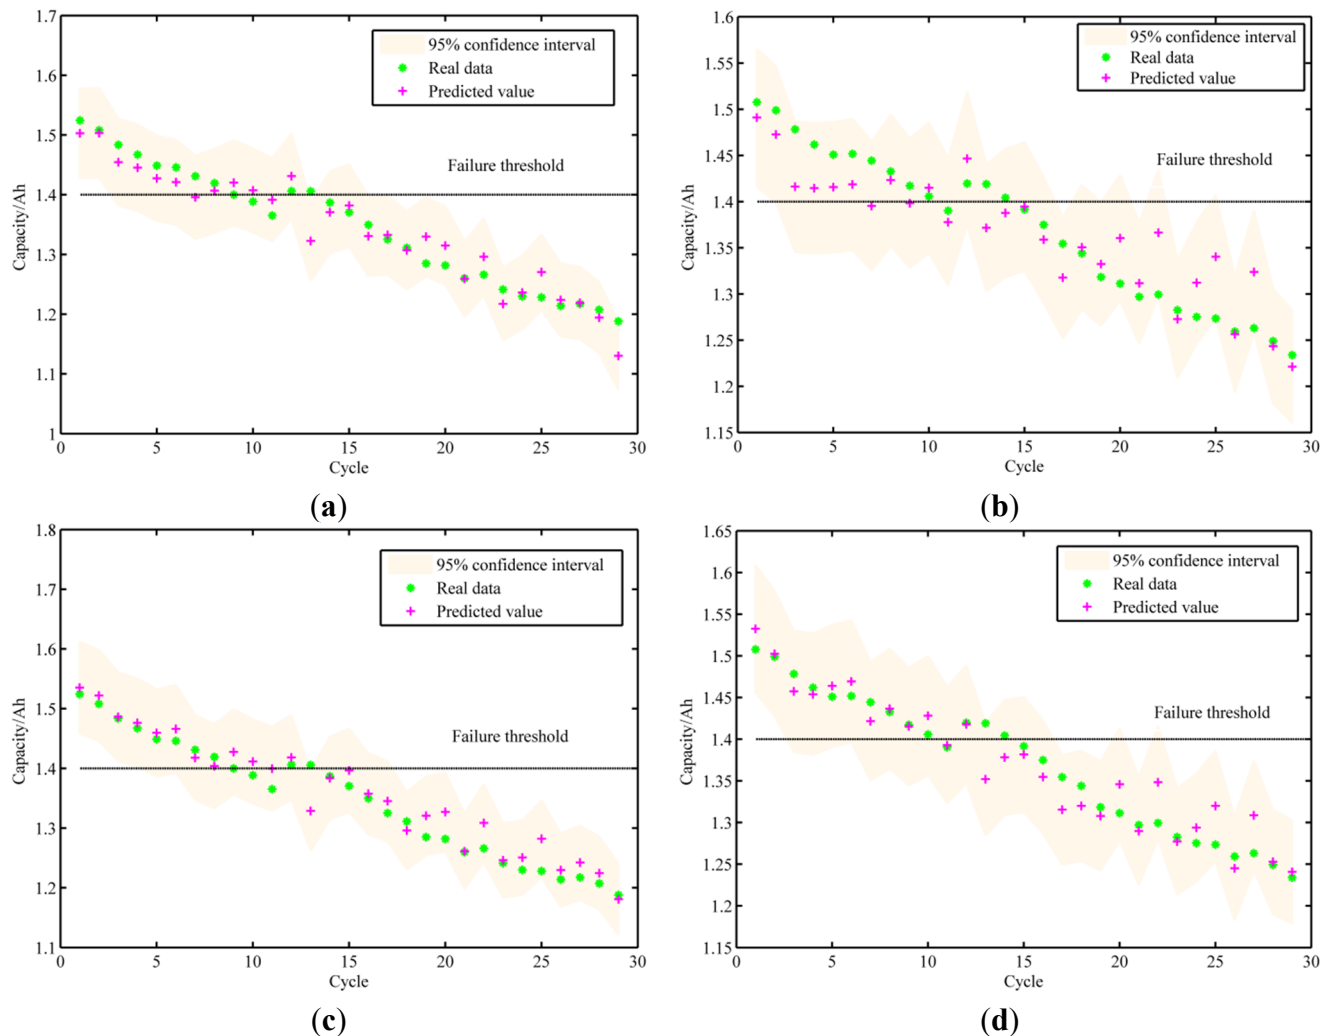 1.7
1.6
1.5
1.4
1.3
1.2
1.1
1
Capacity/Ah
0 5 10 15 20 25 30
Cycle
95% confidence interval
Real data
Predicted value
Failure threshold
(a)
1.6
1.55
1.5
1.45
1.4
1.35
1.3
1.25
1.2
1.15
Capacity/Ah
0 5 10 15 20 25 30
Cycle
95% confidence interval
Real data
Predicted value
Failure threshold
(b)
1.8
1.7
1.6
1.5
1.4
1.3
1.2
1.1
Capacity/Ah
0 5 10 15 20 25 30
Cycle
95% confidence interval
Real data
Predicted value
Failure threshold
(c)
1.65
1.6
1.55
1.5
1.45
1.4
1.35
1.3
1.25
1.2
1.15
Capacity/Ah
0 5 10 15 20 25 30
Cycle
95% confidence interval
Real data
Predicted value
Failure threshold
(d)